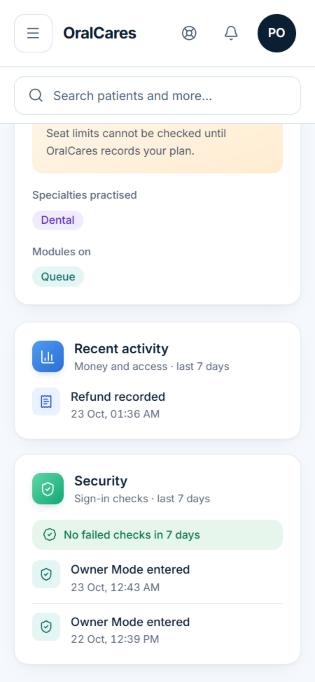 OralCares
PO
Search patients and more...
Seat limits cannot be checked until
OralCares records your plan.
Specialties practised
Dental
Modules on
Queue
Recent activity
Money and access · last 7 days
Refund recorded
23 Oct, 01:36 AM
Security
Sign-in checks · last 7 days
No failed checks in 7 days
Owner Mode entered
23 Oct, 12:43 AM
Owner Mode entered
22 Oct, 12:39 PM